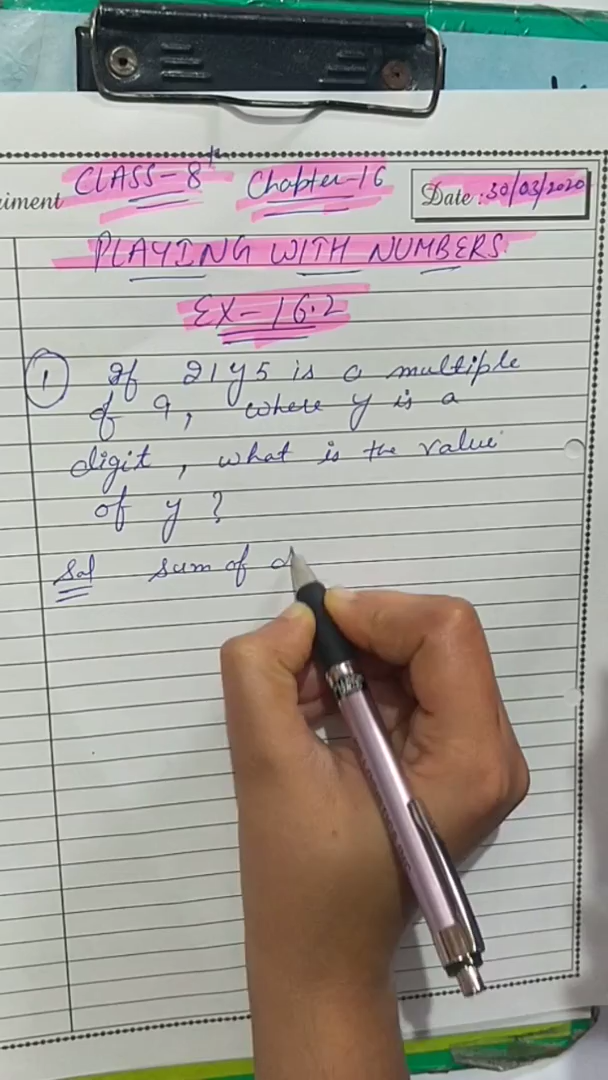 CLASS-8th Chapter-16
aiment
Date : 30/03/2020
PLAYING WITH NUMBERS.
EX-16.2
1 If 21y5 is a multiple
of 9, where y is a
digit, what is the value
of y ?
Sol sum of d